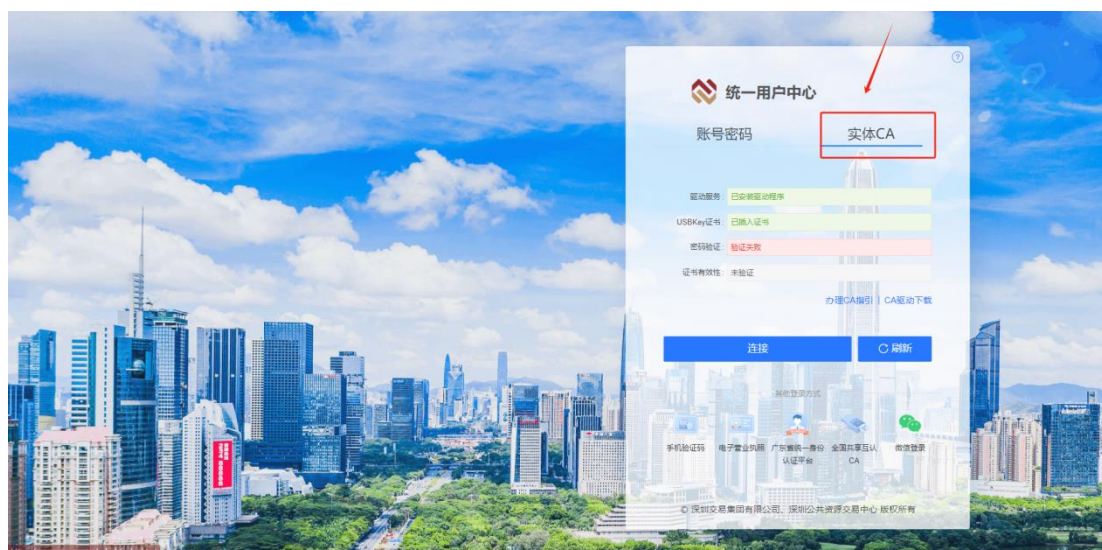 统一用户中心
账号密码 实体CA
驱动服务: 已安装驱动程序
USBKey证书: 已插入证书
密码验证: 验证失败
证书有效性: 未验证
办理CA指引 | CA驱动下载
连接 刷新
其他登录方式
手机验证码 电子营业执照 广东省统一身份认证平台 全国共享互认CA 微信登录
© 深圳交易集团有限公司、深圳公共资源交易中心 版权所有